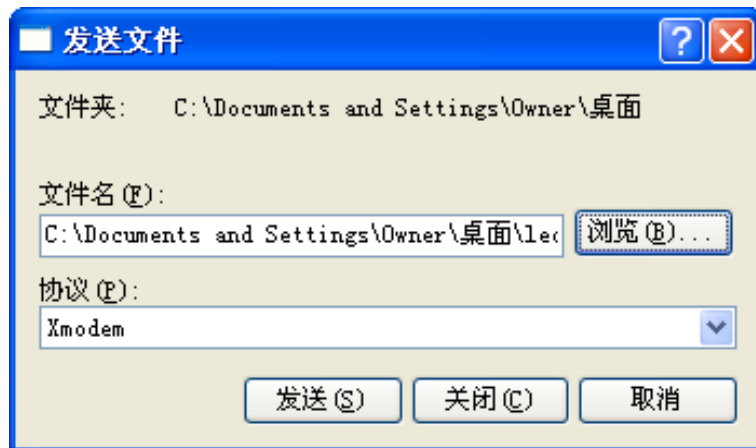 发送文件
文件夹: C:\Documents and Settings\Owner\桌面
文件名(F):
C:\Documents and Settings\Owner\桌面\lec 浏览(B)...
协议(P):
Xmodem
发送(S) 关闭(C) 取消